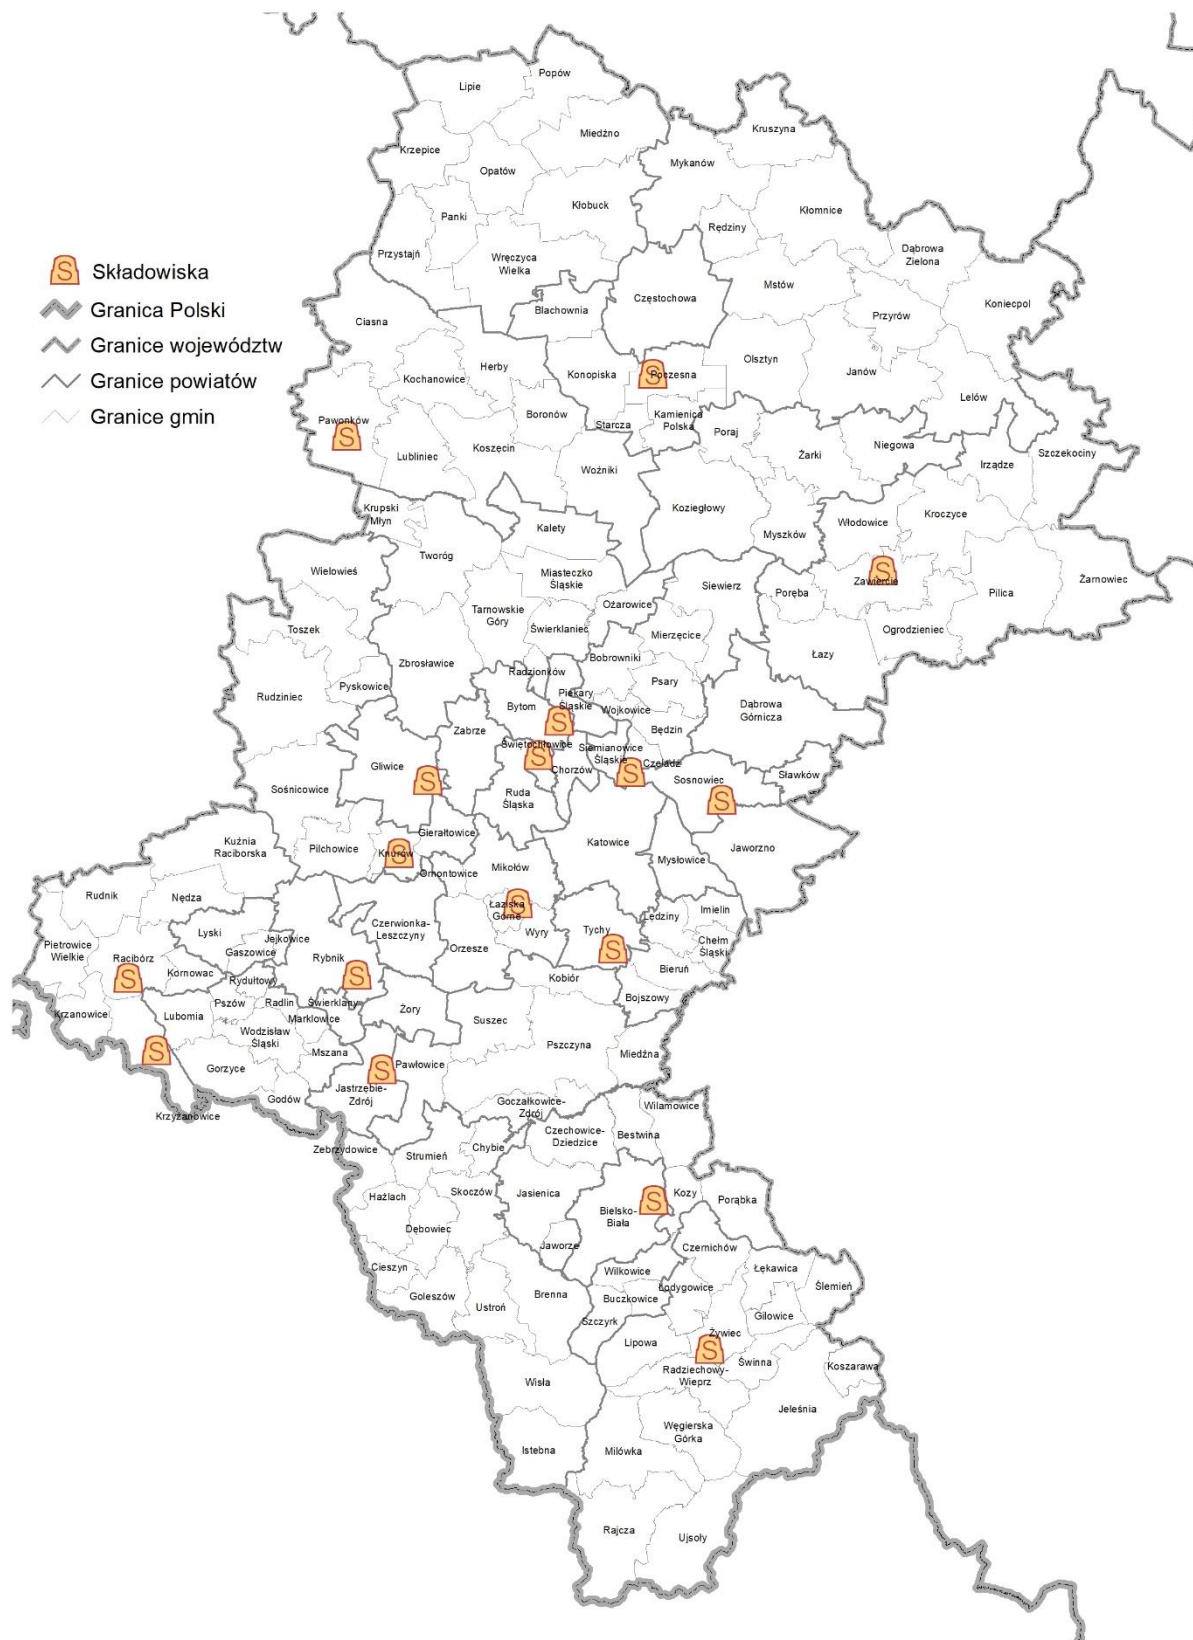 Lipie
Popów
Miedźno
Kruszyna
Krzepice
Mykanów
Opatów
Kłobuck
Kłomnice
Panki
Rędziny
Przystajń
Wręczyca
Wielka
Dąbrowa
Zielona
S Składowiska
Granica Polski
Granice województw
Granice powiatów
Granice gmin
Częstochowa
Mstów
Koniecpol
Blachownia
Przyrów
Ciasna
Olsztyn
Herby
Konopiska
S
Poczesna
Janów
Kochanowice
Lelów
Boronów
Kamienica
Polska
Pawonków
S
Starcza
Poraj
Niegowa
Koszęcin
Lubliniec
Żarki
Szczekociny
Irządze
Woźniki
Koziegłowy
Krupski
Młyn
Kroczyce
Włodowice
Kalety
Myszków
Tworóg
Wielowieś
Miasteczko
Śląskie
S
Zawiercie
Żarnowiec
Siewierz
Poręba
Pilica
Ożarowice
Tarnowskie
Góry
Toszek
Świerklaniec
Mierzęcice
Ogrodzieniec
Łazy
Zbrosławice
Bobrowniki
Radzionków
Psary
Pyskowice
Rudziniec
Piekary
Śląskie
Wojkowice
Dąbrowa
Górnicza
Bytom
S
Zabrze
Będzin
Świętochłowice
S
Siemianowice
Śląskie
Czeladź
S
Chorzów
Gliwice
S
Sosnowiec
S
Sławków
Sośnicowice
Ruda
Śląska
Gierałtowice
Kuźnia
Raciborska
Pilchowice
Knurów
S
Katowice
Jaworzno
Mysłowice
Ornontowice
Mikołów
Rudnik
Nędza
Łaziska
Górne
S
Imielin
Lędziny
Czerwionka-
Leszczyny
Lyski
Jejkowice
Tychy
S
Wyry
Chełm
Śląski
Pietrowice
Wielkie
Gaszowice
Orzesze
Rybnik
S
Racibórz
S
Bieruń
Kornowac
Rydułtowy
Kobiór
Bojszowy
Krzanowice
Lubomia
Pszów
Radlin
Świerklany
Żory
Marklowice
Suszec
Wodzisław
Śląski
Pszczyna
S
Mszana
Miedźna
Gorzyce
S
Pawłowice
Jastrzębie-
Zdrój
Godów
Goczałkowice-
Zdrój
Wilamowice
Krzyżanowice
Czechowice-
Dziedzice
Bestwina
Zebrzydowice
Strumień
Chybie
Skoczów
Jasienica
Kozy
Porąbka
Hażlach
S
Bielsko-
Biała
Dębowiec
Jaworze
Czernichów
Cieszyn
Wilkowice
Łękawica
Ślemień
Goleszów
Brenna
Łodygowice
Buczkowice
Ustroń
Gilowice
Szczyrk
Żywiec
S
Lipowa
Świnna
Koszarawa
Radziechowy-
Wieprz
Wisła
Jeleśnia
Węgierska
Górka
Istebna
Milówka
Rajcza
Ujsoły